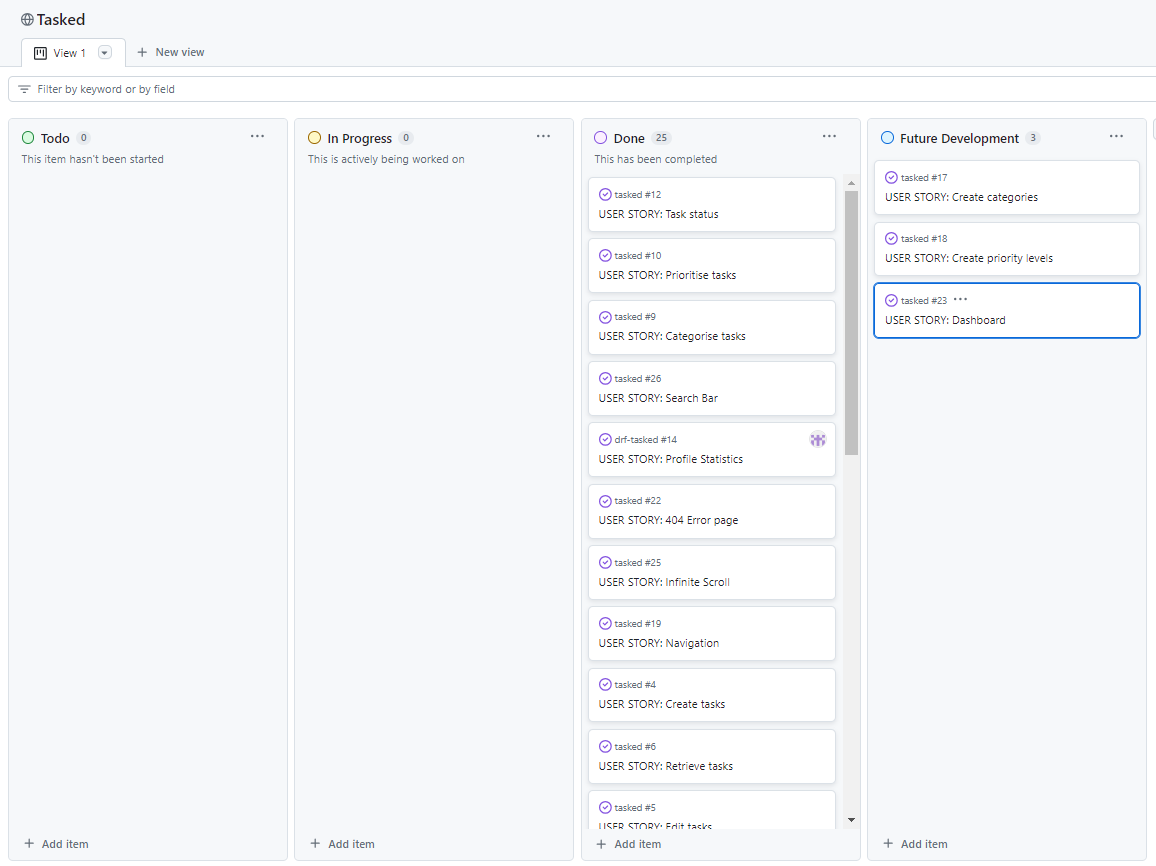 Tasked
View 1
New view
Filter by keyword or by field
Todo 0
This item hasn't been started
Add item
In Progress 0
This is actively being worked on
Add item
Done 25
This has been completed
tasked #12
USER STORY: Task status
tasked #10
USER STORY: Prioritise tasks
tasked #9
USER STORY: Categorise tasks
tasked #26
USER STORY: Search Bar
drf-tasked #14
USER STORY: Profile Statistics
tasked #22
USER STORY: 404 Error page
tasked #25
USER STORY: Infinite Scroll
tasked #19
USER STORY: Navigation
tasked #4
USER STORY: Create tasks
tasked #6
USER STORY: Retrieve tasks
tasked #5
USER STORY: Edit tasks
Add item
Future Development 3
tasked #17
USER STORY: Create categories
tasked #18
USER STORY: Create priority levels
tasked #23
USER STORY: Dashboard
Add item